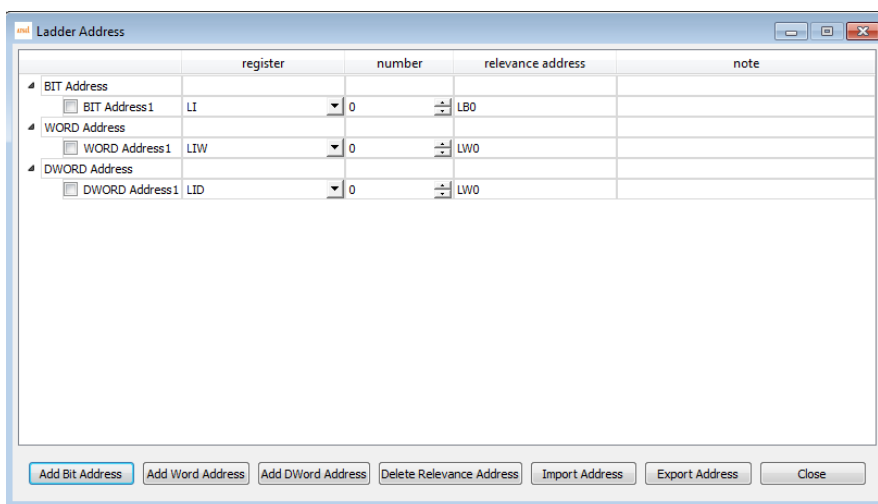 Ladder Address
register number relevance address note
BIT Address
BIT Address1 LI 0 LB0
WORD Address
WORD Address1 LIW 0 LW0
DWORD Address
DWORD Address1 LID 0 LW0
Add Bit Address Add Word Address Add DWord Address Delete Relevance Address Import Address Export Address Close